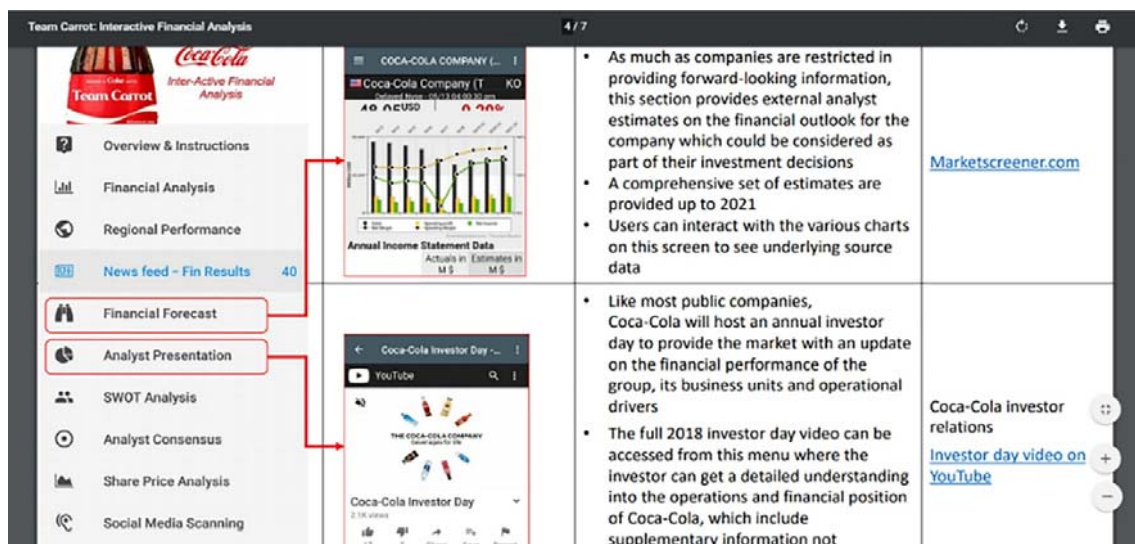 Team Carrot: Interactive Financial Analysis
4 / 7
Coca-Cola
Inter-Active Financial
Analysis
Team Carrot
Overview & Instructions
Financial Analysis
Regional Performance
News feed – Fin Results 40
Financial Forecast
Analyst Presentation
SWOT Analysis
Analyst Consensus
Share Price Analysis
Social Media Scanning
COCA-COLA COMPANY (...
Coca-Cola Company (T KO
Annual Income Statement Data
Actuals in
M $
Estimates in
M $
Coca-Cola Investor Day -...
YouTube
THE COCA-COLA COMPANY
Coca-Cola Investor Day
2.1K views
• As much as companies are restricted in
providing forward-looking information,
this section provides external analyst
estimates on the financial outlook for the
company which could be considered as
part of their investment decisions
• A comprehensive set of estimates are
provided up to 2021
• Users can interact with the various charts
on this screen to see underlying source
data
Marketscreener.com
• Like most public companies,
Coca-Cola will host an annual investor
day to provide the market with an update
on the financial performance of the
group, its business units and operational
drivers
• The full 2018 investor day video can be
accessed from this menu where the
investor can get a detailed understanding
into the operations and financial position
of Coca-Cola, which include
supplementary information not
Coca-Cola investor
relations
Investor day video on
YouTube